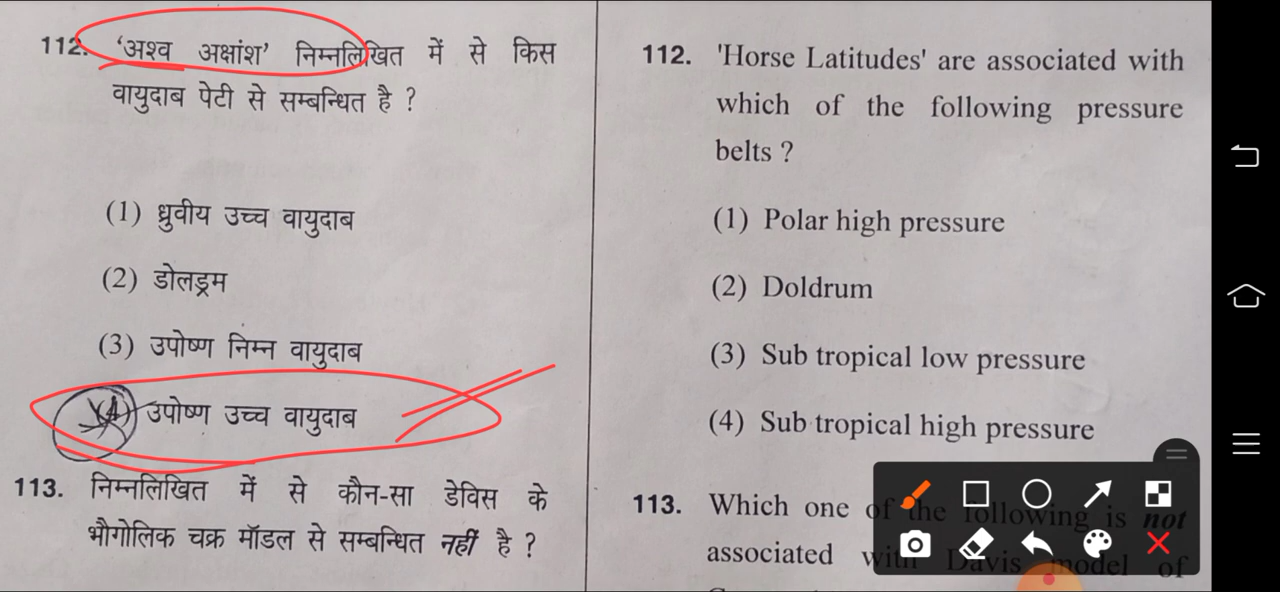 112. ‘अश्व अक्षांश’ निम्नलिखित में से किस
वायुदाब पेटी से सम्बन्धित है ?
(1) ध्रुवीय उच्च वायुदाब
(2) डोलड्रम
(3) उपोष्ण निम्न वायुदाब
(4) उपोष्ण उच्च वायुदाब
113. निम्नलिखित में से कौन-सा डेविस के
भौगोलिक चक्र मॉडल से सम्बन्धित नहीं है ?
112. 'Horse Latitudes' are associated with
which of the following pressure
belts ?
(1) Polar high pressure
(2) Doldrum
(3) Sub tropical low pressure
(4) Sub tropical high pressure
113. Which one of the following is not
associated with Davis model of